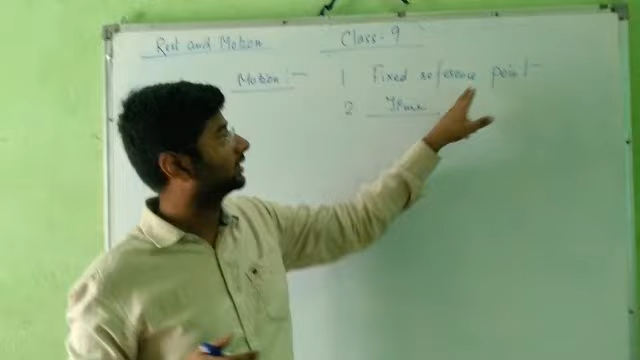 Rest and Motion Class-9
Motion :- 1 Fixed reference point
2 Time